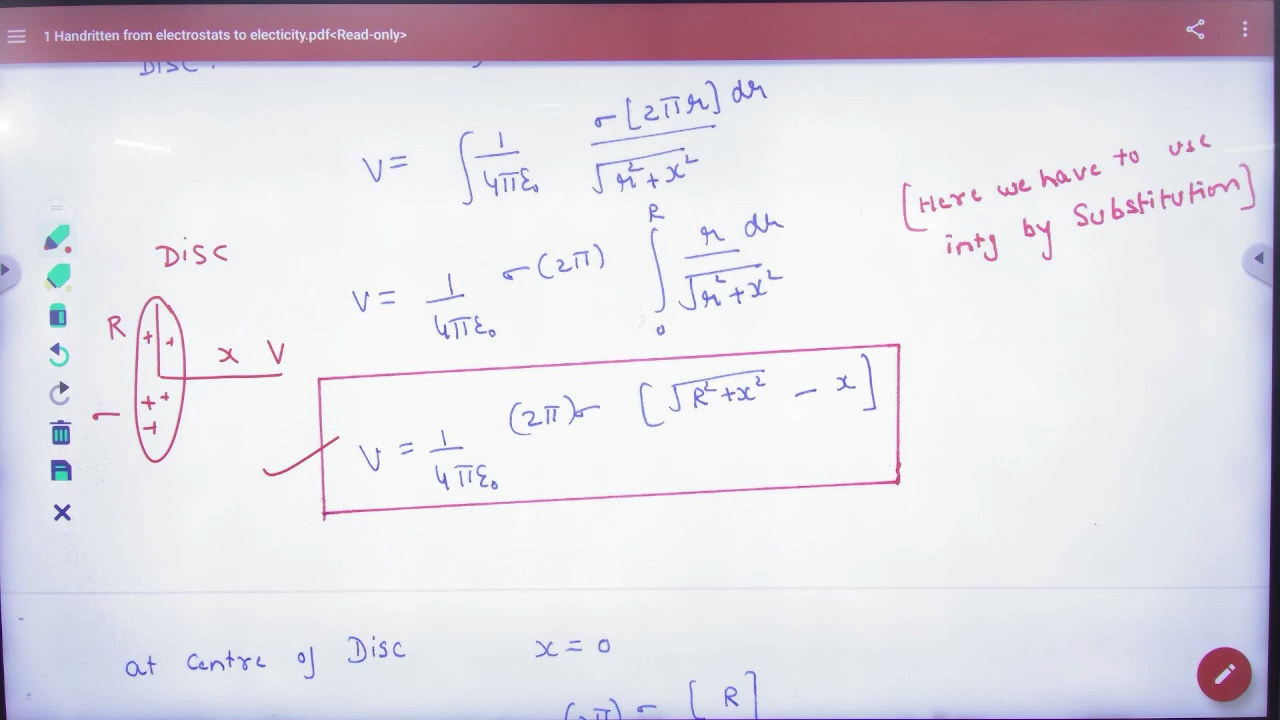 1 Handritten from electrostats to electicity.pdf<Read-only>
DISC.
V = ∫ 1/4πε₀ σ[2πr] dr / √r²+x²
[Here we have to use
intg by Substitution]
V = 1/4πε₀ σ(2π) ∫₀ᴿ r dr / √r²+x²
DISC
R
x V
σ
+ +
+ +
+
V = 1/4πε₀ (2π)σ [√R²+x² - x]
at Centre of Disc x = 0
(2π) σ [R]